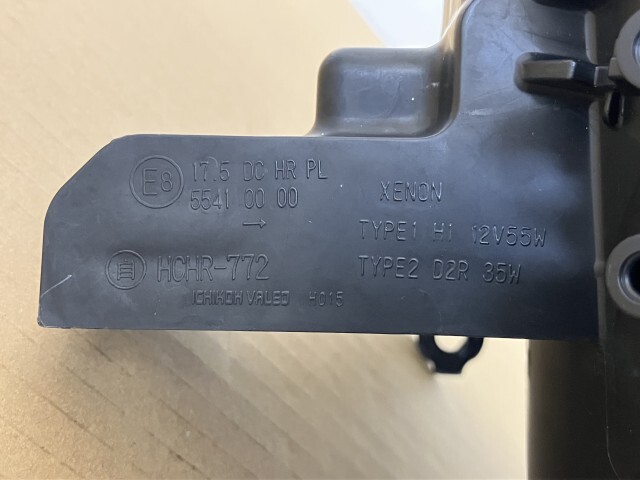 E8 17.5 DC HR PL
5541 00 00
→
自 HCHR-772
ICHIKOH VALEO H015
XENON
TYPE1 H1 12V55W
TYPE2 D2R 35W